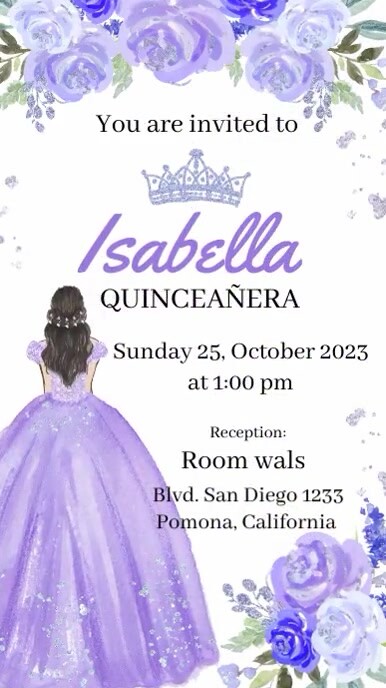 You are invited to
Isabella
QUINCEAÑERA
Sunday 25, October 2023
at 1:00 pm
Reception:
Room wals
Blvd. San Diego 1233
Pomona, California